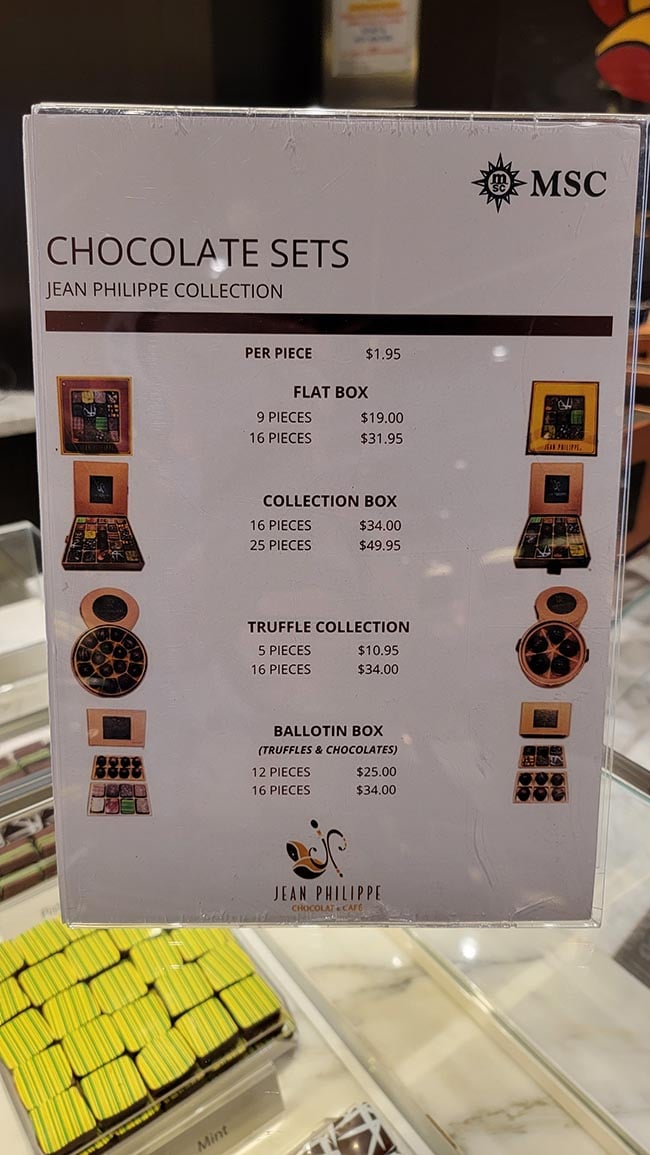 MSC
CHOCOLATE SETS
JEAN PHILIPPE COLLECTION
PER PIECE $1.95
FLAT BOX
9 PIECES $19.00
16 PIECES $31.95
JEAN PHILIPPE
COLLECTION BOX
16 PIECES $34.00
25 PIECES $49.95
TRUFFLE COLLECTION
5 PIECES $10.95
16 PIECES $34.00
BALLOTIN BOX
(TRUFFLES & CHOCOLATES)
12 PIECES $25.00
16 PIECES $34.00
JEAN PHILIPPE
CHOCOLAT & CAFÉ
Mint